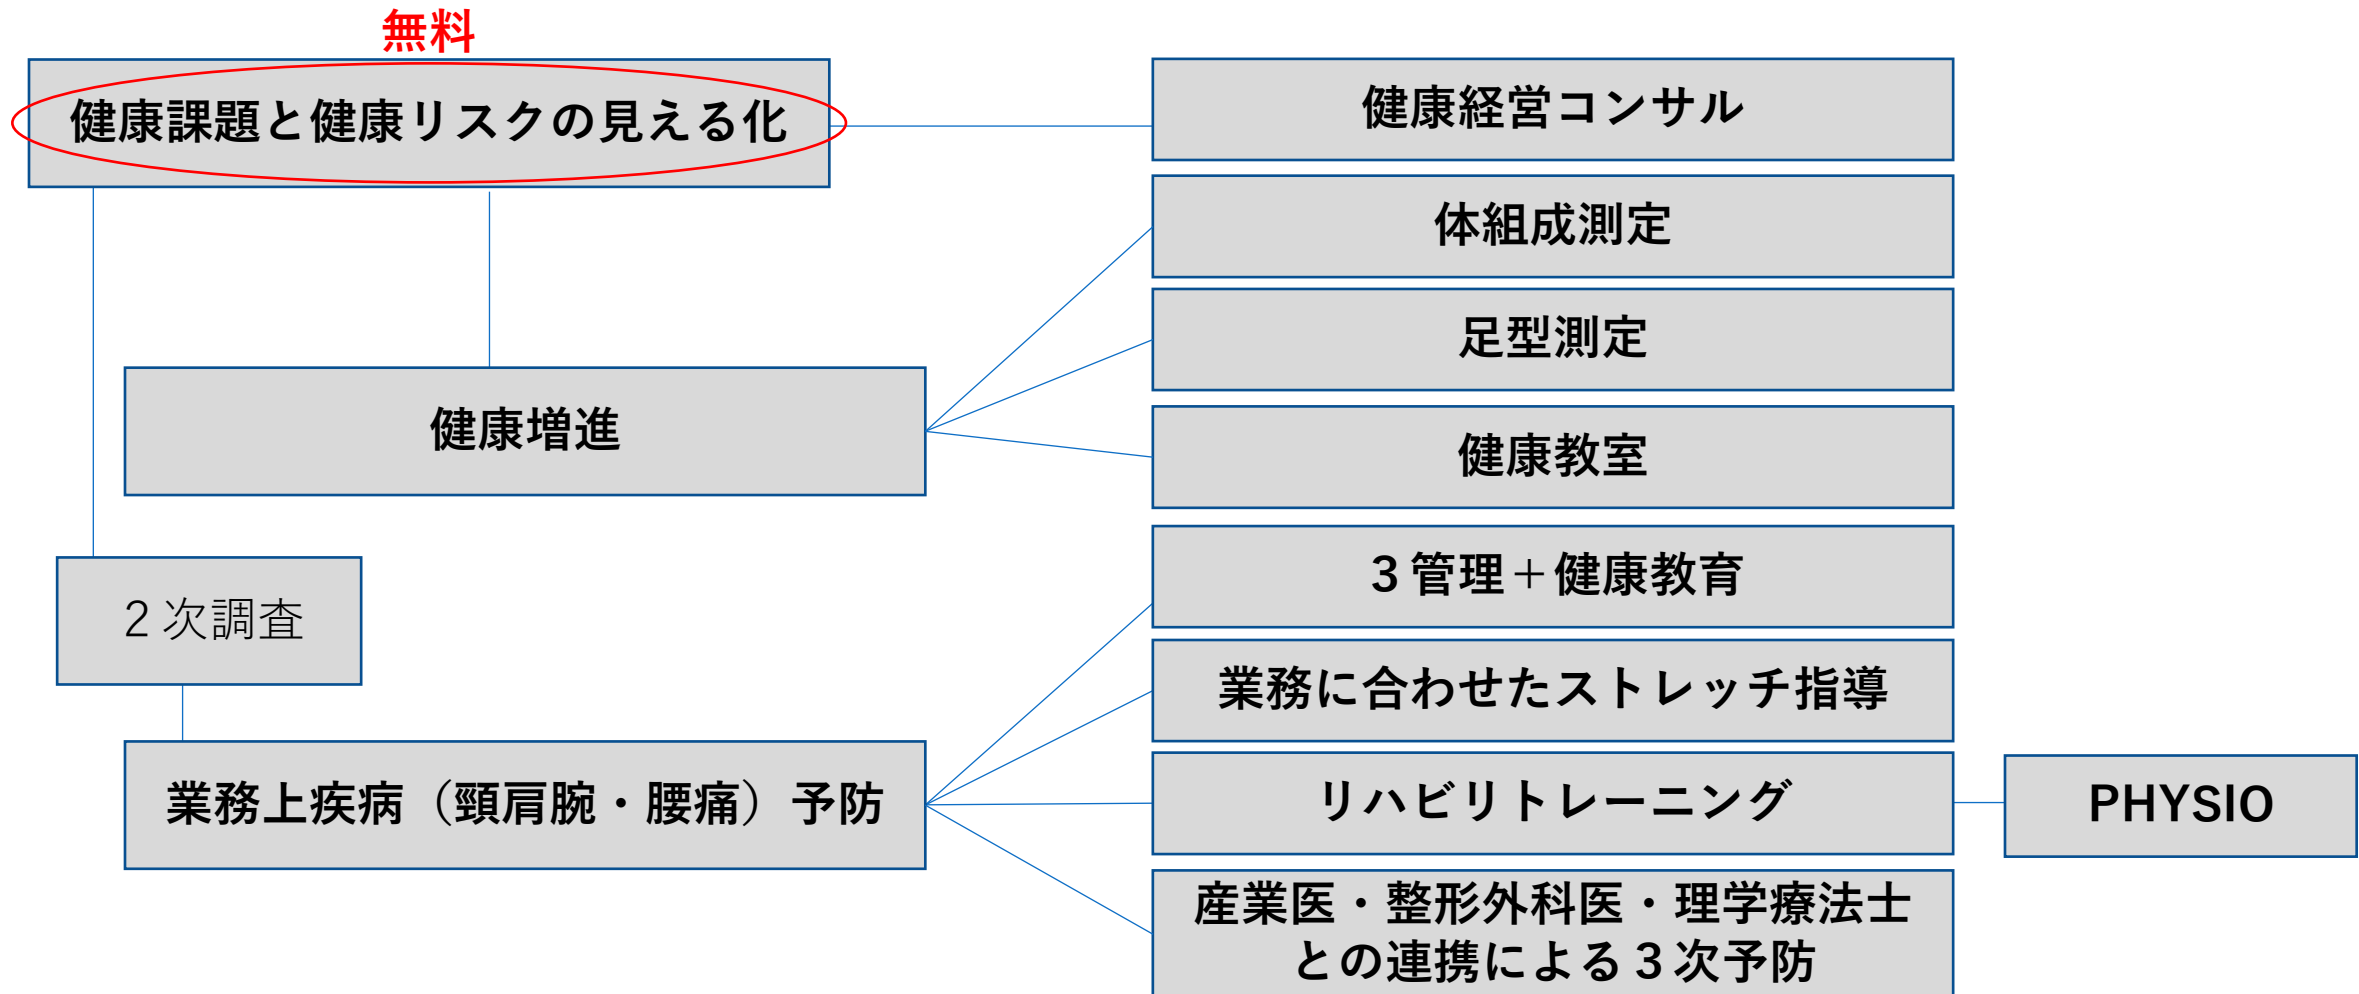 無料
健康課題と健康リスクの見える化
健康経営コンサル
体組成測定
足型測定
健康増進
健康教室
３管理＋健康教育
２次調査
業務に合わせたストレッチ指導
業務上疾病（頸肩腕・腰痛）予防
リハビリトレーニング
PHYSIO
産業医・整形外科医・理学療法士
との連携による３次予防